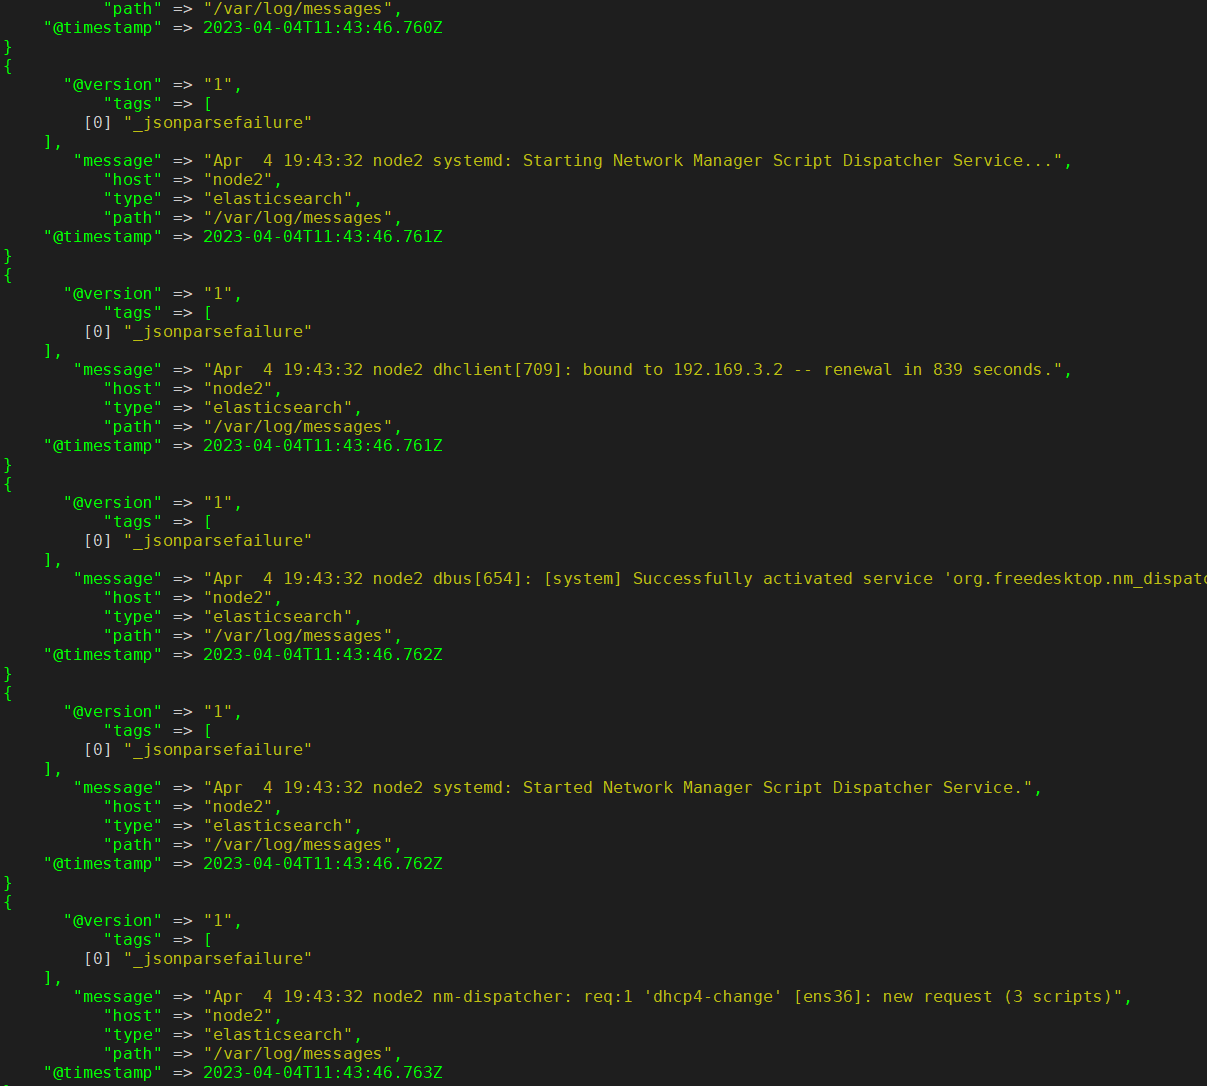 "path" => "/var/log/messages",
"@timestamp" => 2023-04-04T11:43:46.760Z
}
{
"@version" => "1",
"tags" => [
[0] "_jsonparsefailure"
],
"message" => "Apr  4 19:43:32 node2 systemd: Starting Network Manager Script Dispatcher Service...",
"host" => "node2",
"type" => "elasticsearch",
"path" => "/var/log/messages",
"@timestamp" => 2023-04-04T11:43:46.761Z
}
{
"@version" => "1",
"tags" => [
[0] "_jsonparsefailure"
],
"message" => "Apr  4 19:43:32 node2 dhclient[709]: bound to 192.169.3.2 -- renewal in 839 seconds.",
"host" => "node2",
"type" => "elasticsearch",
"path" => "/var/log/messages",
"@timestamp" => 2023-04-04T11:43:46.761Z
}
{
"@version" => "1",
"tags" => [
[0] "_jsonparsefailure"
],
"message" => "Apr  4 19:43:32 node2 dbus[654]: [system] Successfully activated service 'org.freedesktop.nm_dispatc
"host" => "node2",
"type" => "elasticsearch",
"path" => "/var/log/messages",
"@timestamp" => 2023-04-04T11:43:46.762Z
}
{
"@version" => "1",
"tags" => [
[0] "_jsonparsefailure"
],
"message" => "Apr  4 19:43:32 node2 systemd: Started Network Manager Script Dispatcher Service.",
"host" => "node2",
"type" => "elasticsearch",
"path" => "/var/log/messages",
"@timestamp" => 2023-04-04T11:43:46.762Z
}
{
"@version" => "1",
"tags" => [
[0] "_jsonparsefailure"
],
"message" => "Apr  4 19:43:32 node2 nm-dispatcher: req:1 'dhcp4-change' [ens36]: new request (3 scripts)",
"host" => "node2",
"type" => "elasticsearch",
"path" => "/var/log/messages",
"@timestamp" => 2023-04-04T11:43:46.763Z